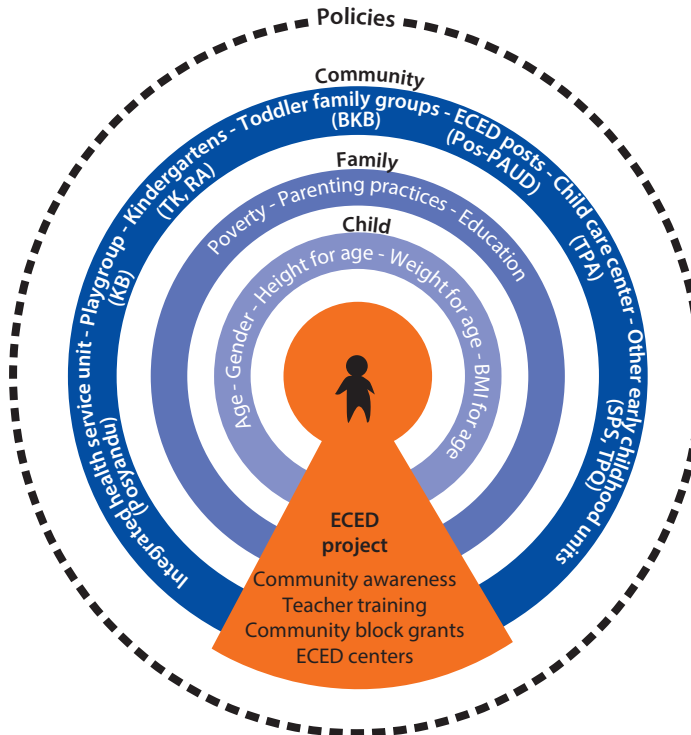 Policies
Community
Integrated health service unit - Playgroup - Kindergartens - Toddler family groups - ECED posts - Child care center - Other early childhood units
(Posyandu)
(KB)
(TK, RA)
(BKB)
(Pos-PAUD)
(TPA)
(SPS, TPQ)
Family
Poverty - Parenting practices - Education
Child
Age - Gender - Height for age - Weight for age - BMI for age
ECED
project
Community awareness
Teacher training
Community block grants
ECED centers